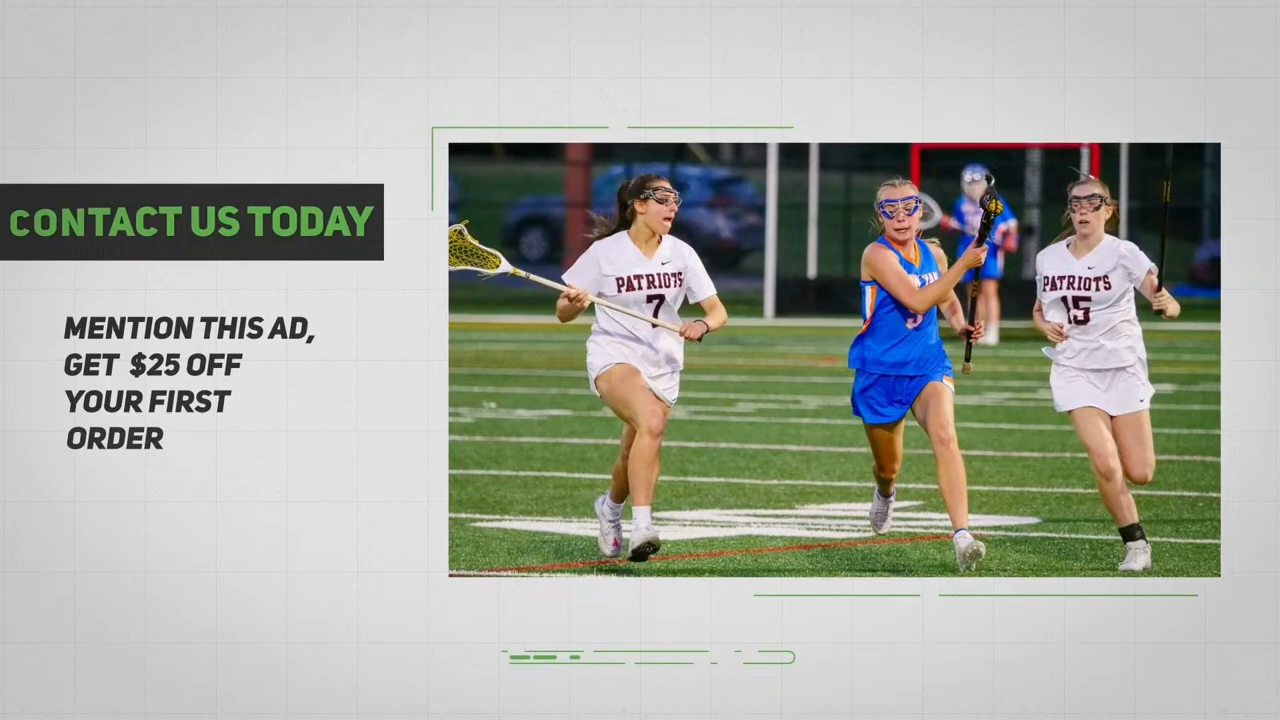 CONTACT US TODAY
MENTION THIS AD,
GET $25 OFF
YOUR FIRST
ORDER
PATRIOTS
7
PATRIOTS
15